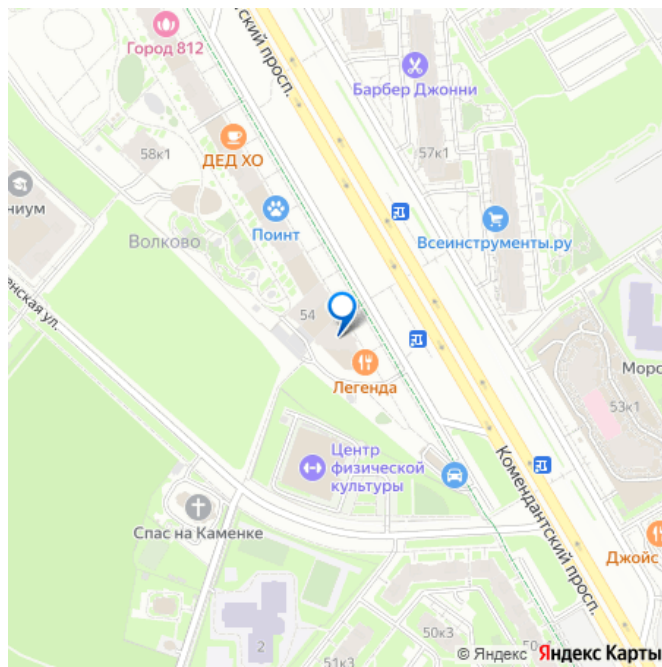 Город 812
ский просп.
Барбер Джонни
ДЕД ХО
58к1
57к1
ниум
Поинт
Всеинструменты.ру
Волково
енская ул.
54
Легенда
Моро
53к1
Центр
физической
культуры
Комендантский просп.
Спас на Каменке
Джойс
2
50к3
51к3
© Яндекс Яндекс Карты